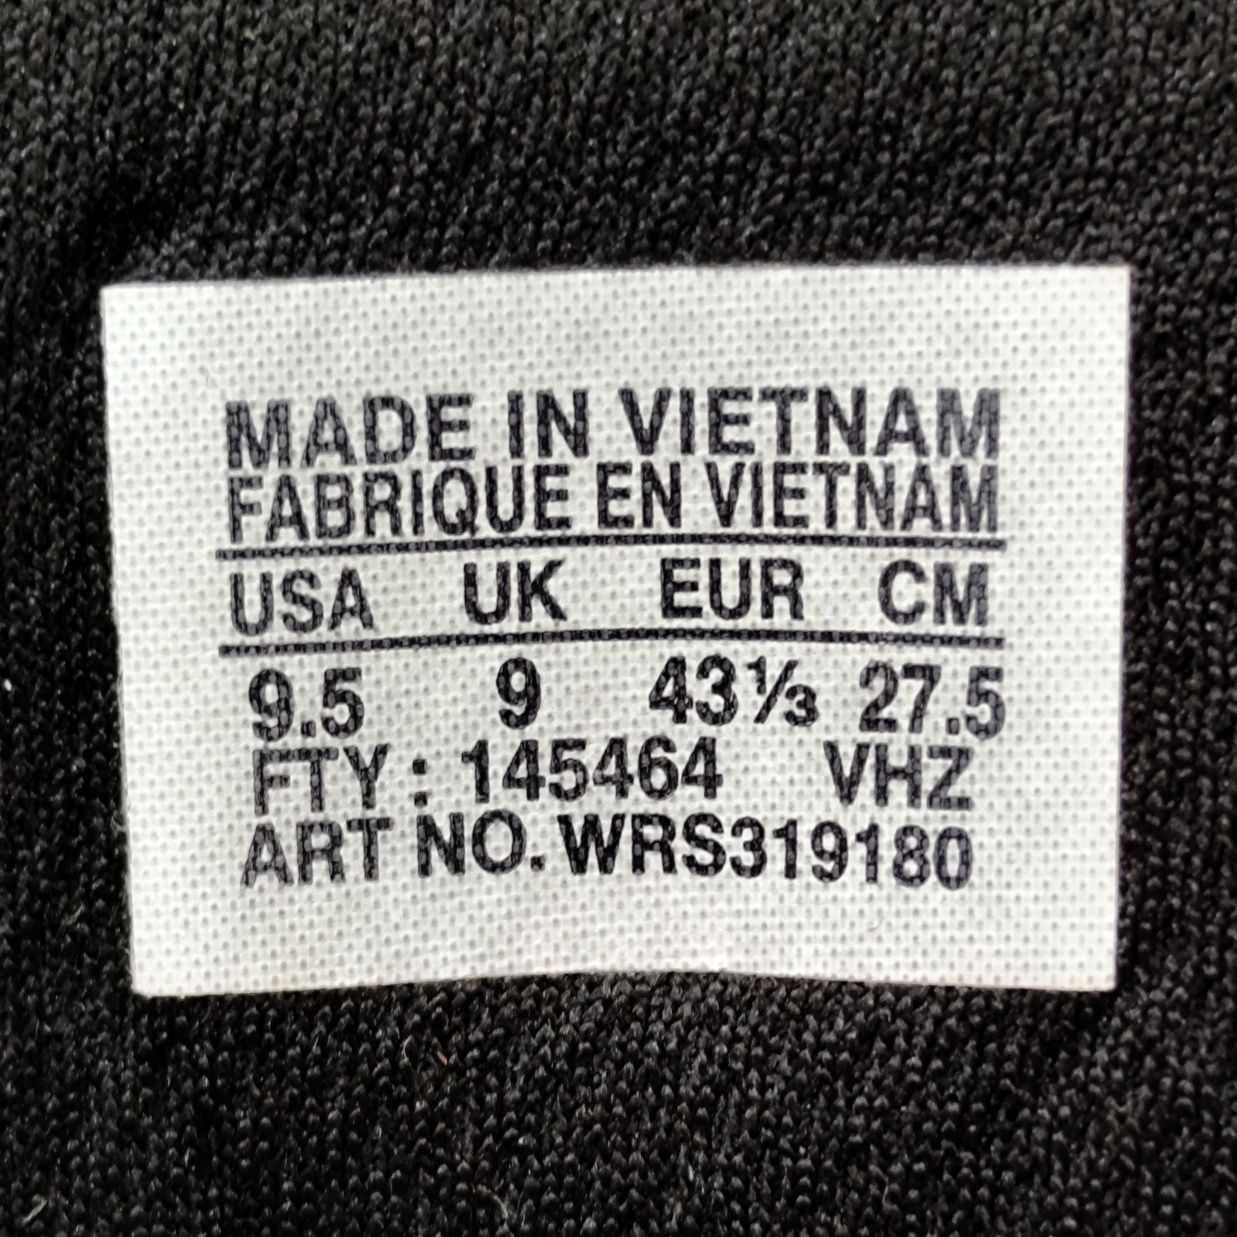 MADE IN VIETNAM
FABRIQUE EN VIETNAM
USA UK EUR CM
9.5 9 43⅓ 27.5
FTY : 145464 VHZ
ART NO. WRS319180